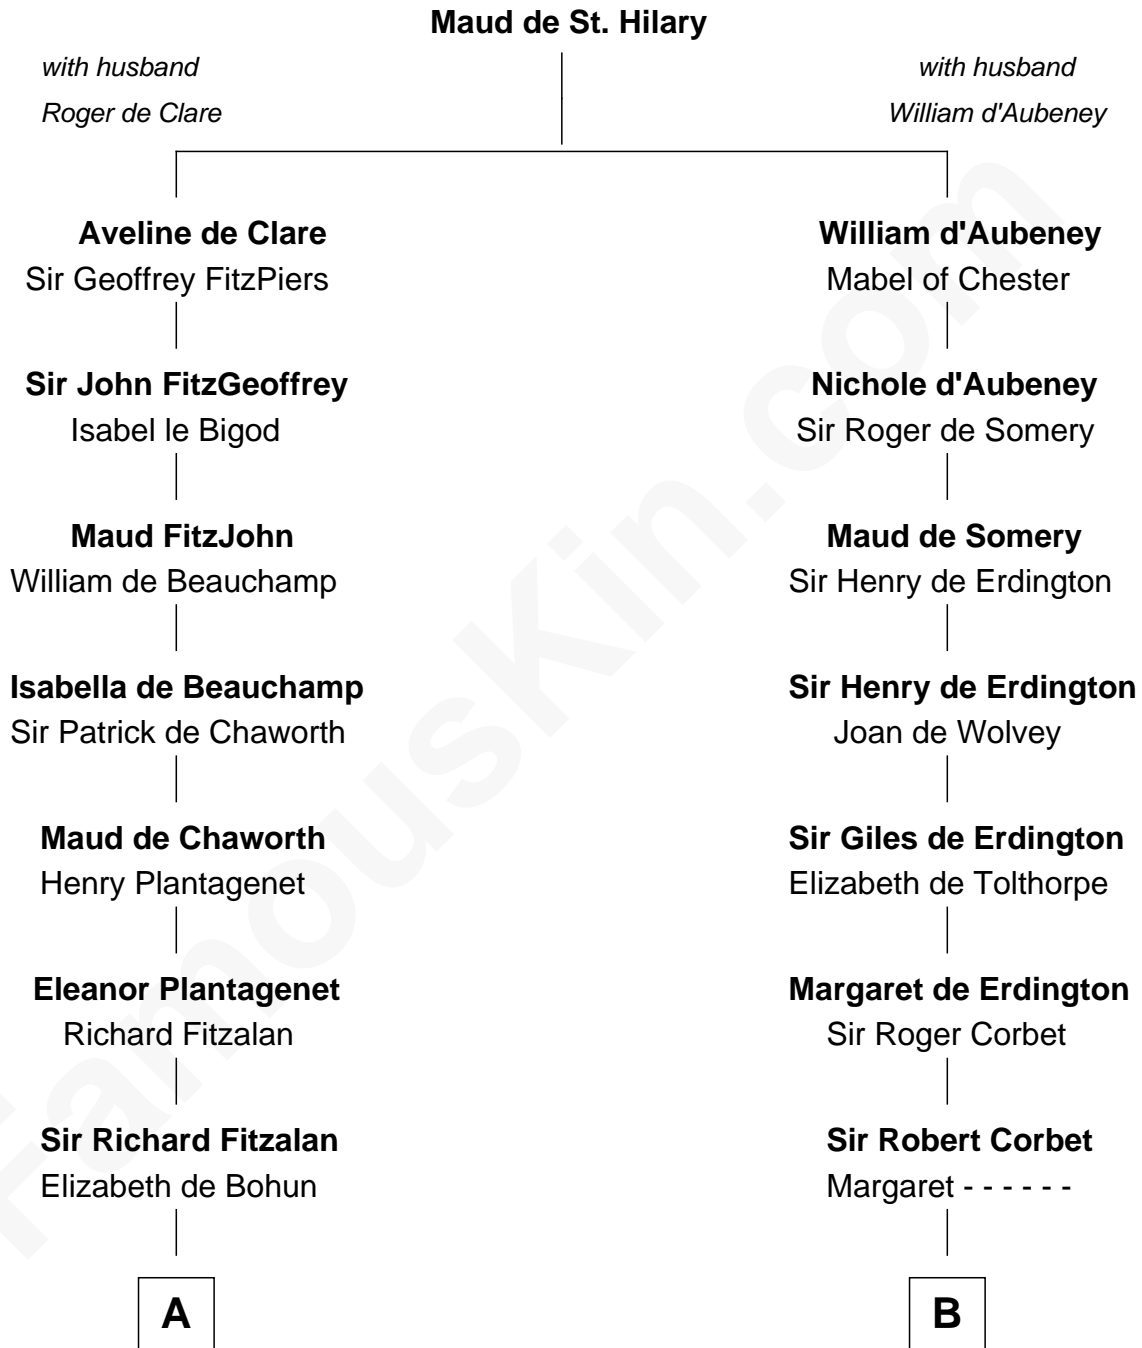 Maud de St. Hilary
with husband
Roger de Clare
with husband
William d'Aubeney
Aveline de Clare
Sir Geoffrey FitzPiers
William d'Aubeney
Mabel of Chester
Sir John FitzGeoffrey
Isabel le Bigod
Nichole d'Aubeney
Sir Roger de Somery
Maud FitzJohn
William de Beauchamp
Maud de Somery
Sir Henry de Erdington
Isabella de Beauchamp
Sir Patrick de Chaworth
Sir Henry de Erdington
Joan de Wolvey
Maud de Chaworth
Henry Plantagenet
Sir Giles de Erdington
Elizabeth de Tolthorpe
Eleanor Plantagenet
Richard Fitzalan
Margaret de Erdington
Sir Roger Corbet
Sir Richard Fitzalan
Elizabeth de Bohun
Sir Robert Corbet
Margaret - - - - - -
A
B
FamousKin.com